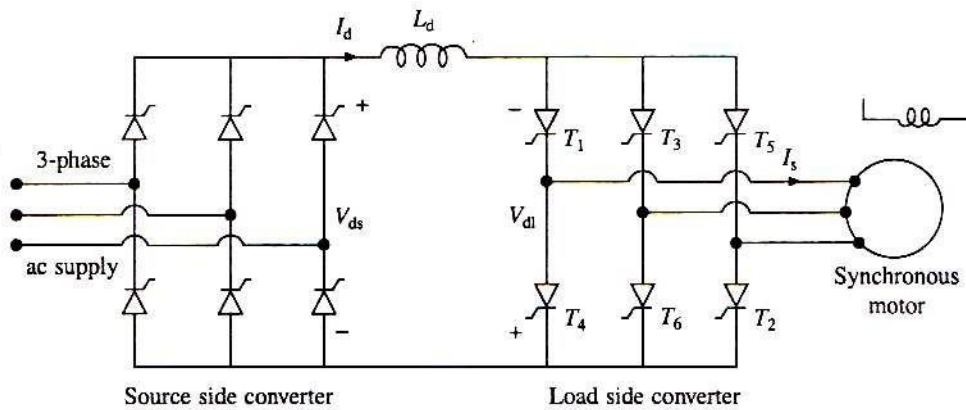 I_d L_d
+ −
T_1 T_3 T_5
3-phase
I_s
V_ds V_dl
ac supply
Synchronous
motor
− + T_4 T_6 T_2
Source side converter Load side converter